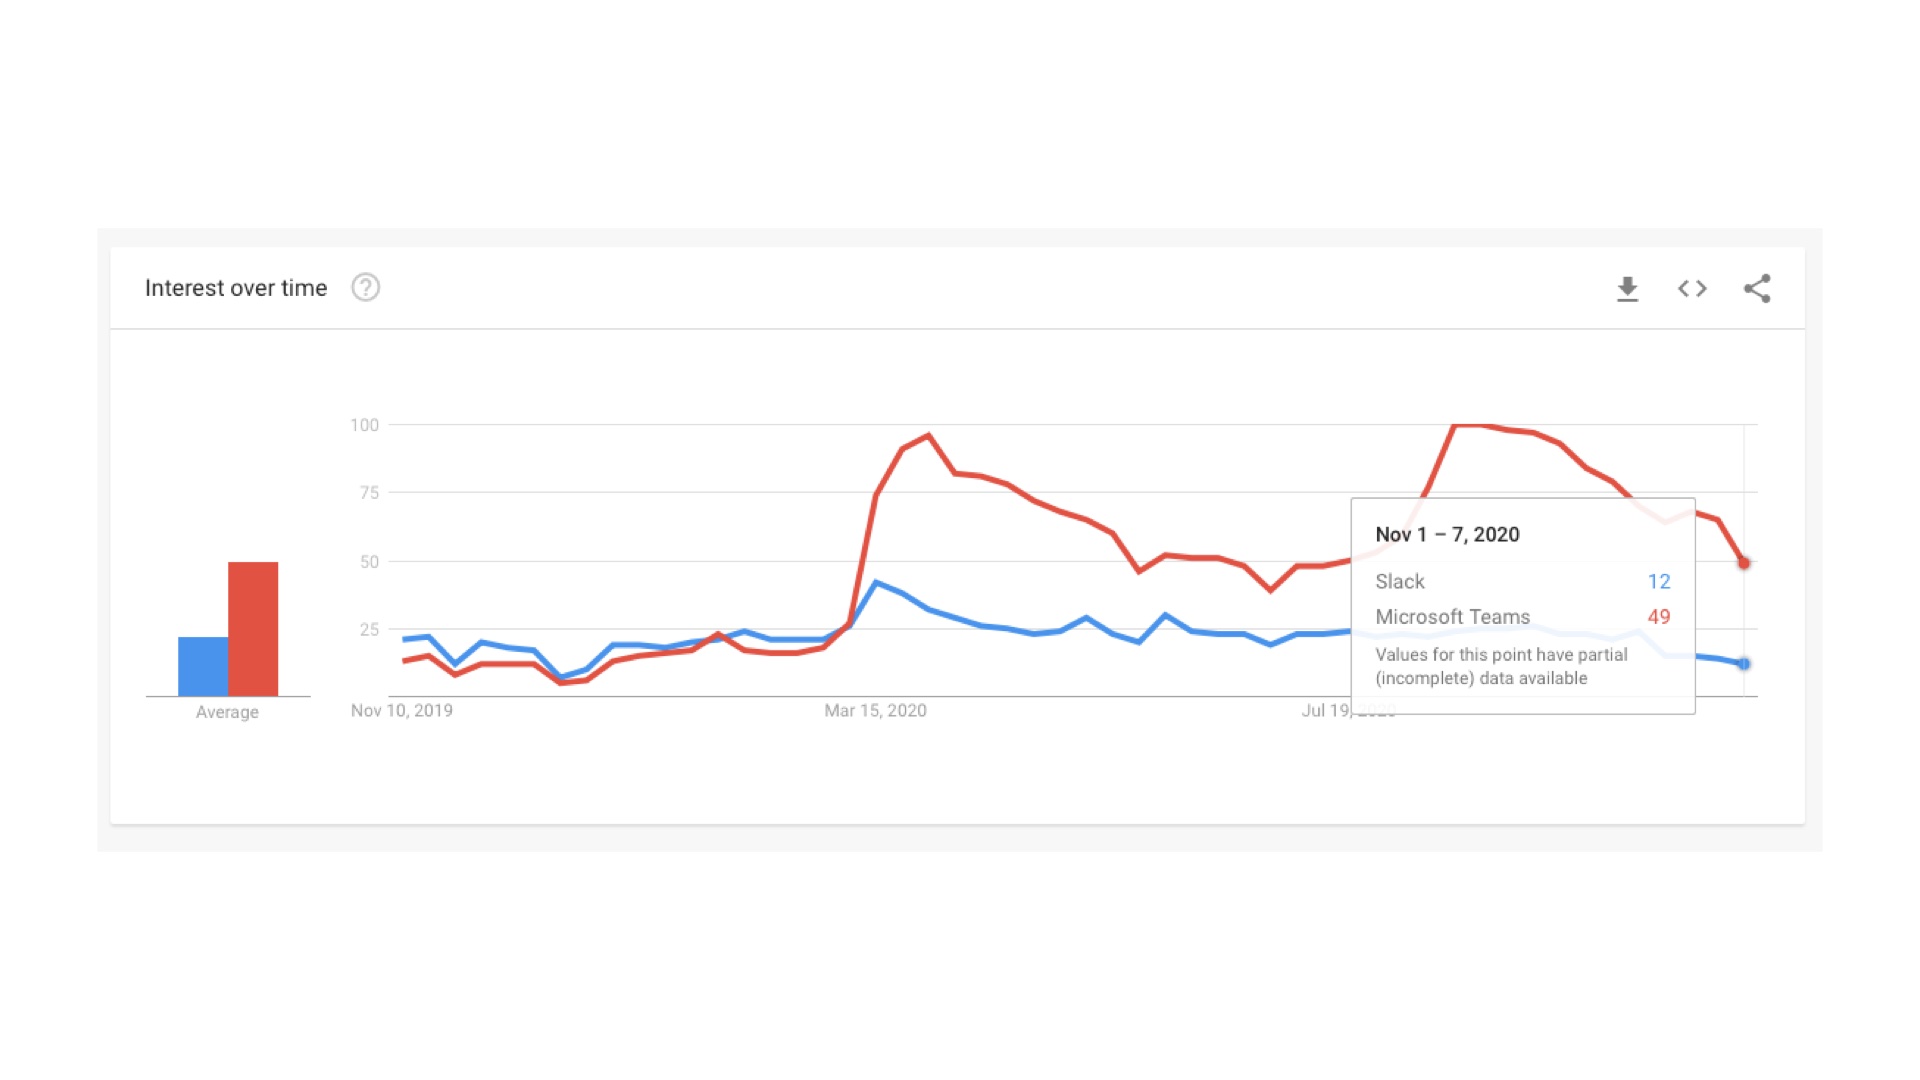 Interest over time ?
100
75
50
25
Average
Nov 10, 2019 Mar 15, 2020 Jul 19, 2020
Nov 1 – 7, 2020
Slack 12
Microsoft Teams 49
Values for this point have partial
(incomplete) data available